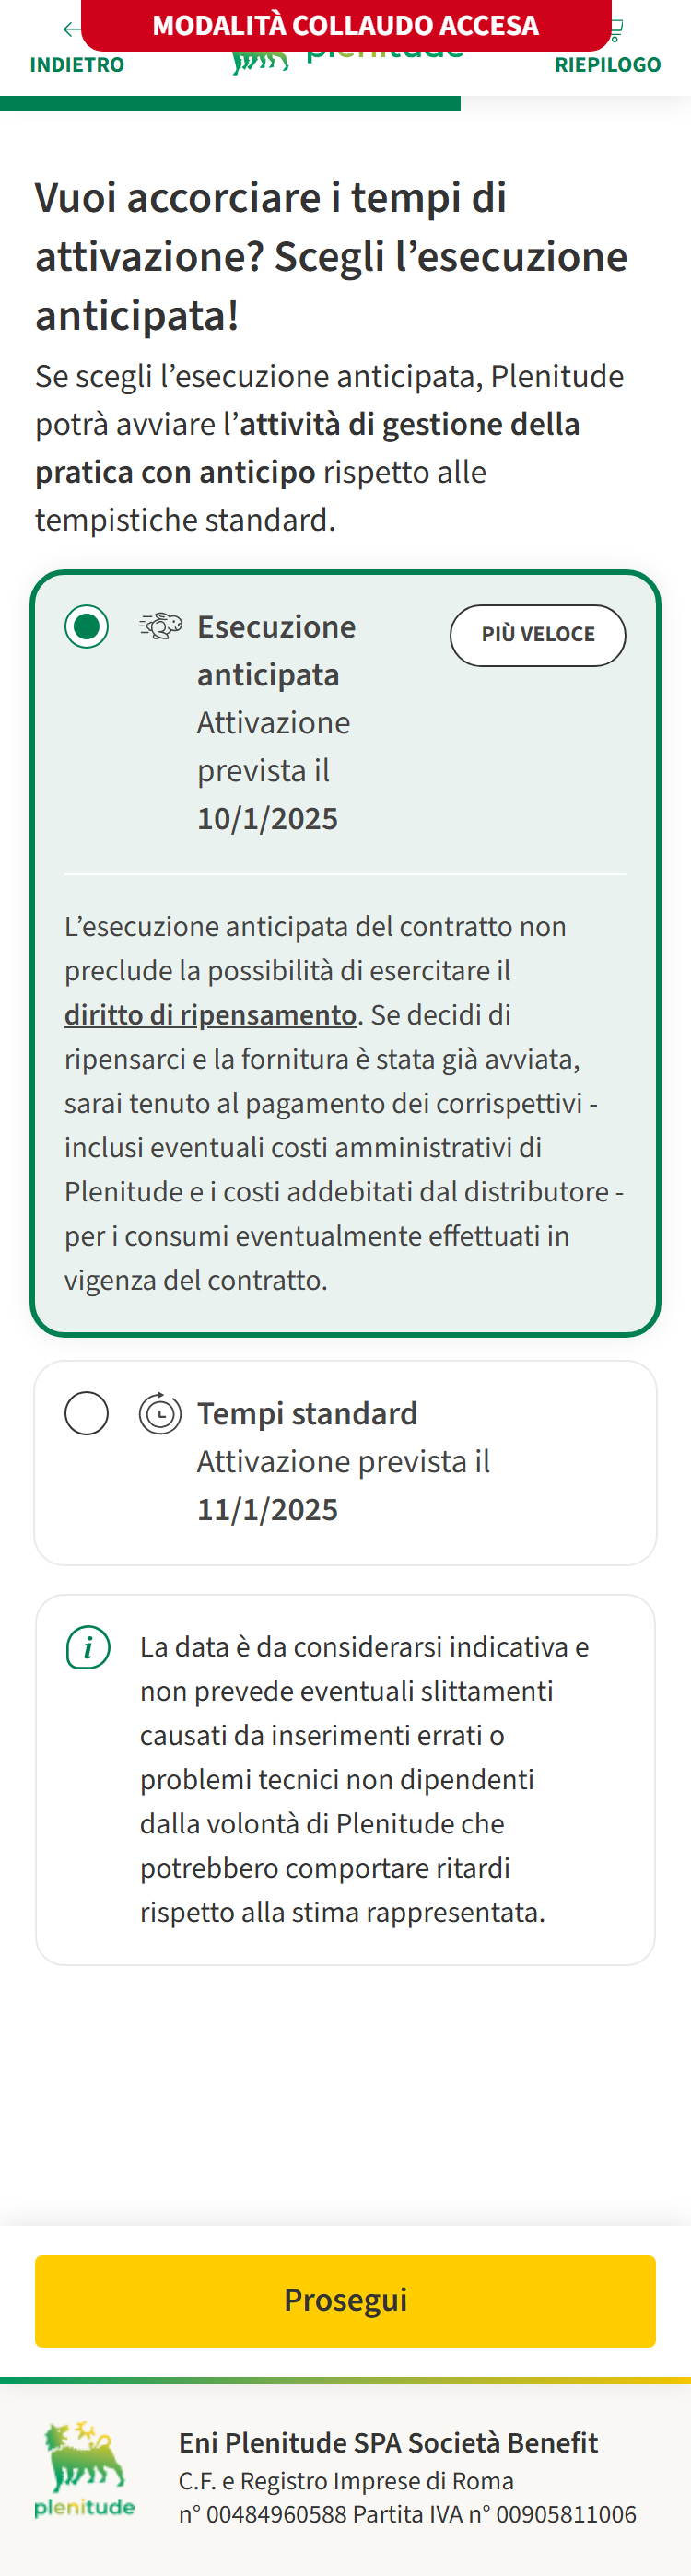 MODALITÀ COLLAUDO ACCESA
INDIETRO
plenitude
RIEPILOGO
Vuoi accorciare i tempi di
attivazione? Scegli l’esecuzione
anticipata!
Se scegli l’esecuzione anticipata, Plenitude
potrà avviare l’attività di gestione della
pratica con anticipo rispetto alle
tempistiche standard.
Esecuzione
anticipata
PIÙ VELOCE
Attivazione
prevista il
10/1/2025
L’esecuzione anticipata del contratto non
preclude la possibilità di esercitare il
diritto di ripensamento. Se decidi di
ripensarci e la fornitura è stata già avviata,
sarai tenuto al pagamento dei corrispettivi -
inclusi eventuali costi amministrativi di
Plenitude e i costi addebitati dal distributore -
per i consumi eventualmente effettuati in
vigenza del contratto.
Tempi standard
Attivazione prevista il
11/1/2025
La data è da considerarsi indicativa e
non prevede eventuali slittamenti
causati da inserimenti errati o
problemi tecnici non dipendenti
dalla volontà di Plenitude che
potrebbero comportare ritardi
rispetto alla stima rappresentata.
Prosegui
plenitude
Eni Plenitude SPA Società Benefit
C.F. e Registro Imprese di Roma
n° 00484960588 Partita IVA n° 00905811006